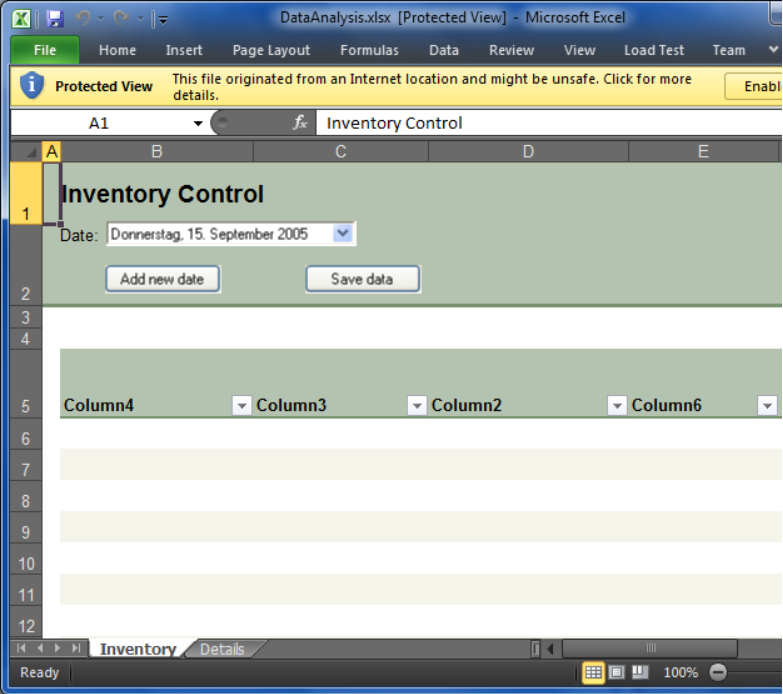 DataAnalysis.xlsx [Protected View] - Microsoft Excel
File Home Insert Page Layout Formulas Data Review View Load Test Team
Protected View This file originated from an Internet location and might be unsafe. Click for more
details.
Enabl
A1 fx Inventory Control
A B C D E
1 Inventory Control
Date: Donnerstag, 15. September 2005
2 Add new date Save data
3
4
5 Column4 Column3 Column2 Column6
6
7
8
9
10
11
12
Inventory Details
Ready 100%